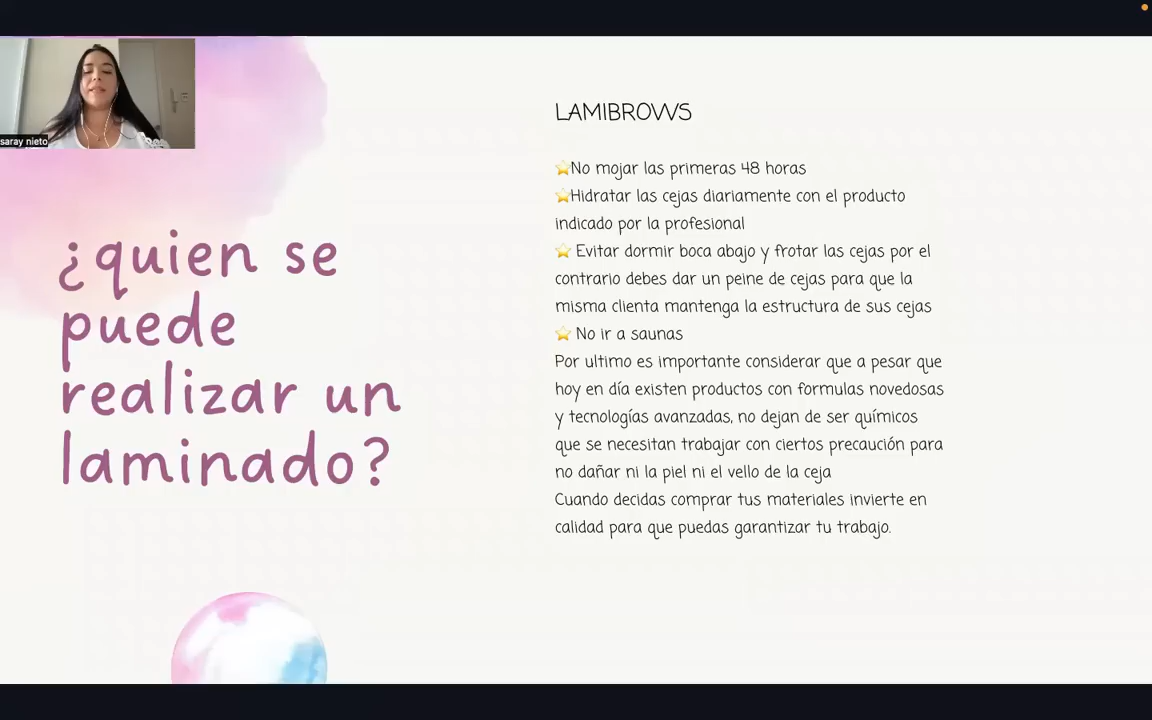 saray nieto
¿quien se
puede
realizar un
laminado?
LAMIBROWS
⭐No mojar las primeras 48 horas
⭐Hidratar las cejas diariamente con el producto
indicado por la profesional
⭐ Evitar dormir boca abajo y frotar las cejas por el
contrario debes dar un peine de cejas para que la
misma clienta mantenga la estructura de sus cejas
⭐ No ir a saunas
Por ultimo es importante considerar que a pesar que
hoy en día existen productos con formulas novedosas
y tecnologías avanzadas, no dejan de ser químicos
que se necesitan trabajar con ciertos precaución para
no dañar ni la piel ni el vello de la ceja
Cuando decidas comprar tus materiales invierte en
calidad para que puedas garantizar tu trabajo.